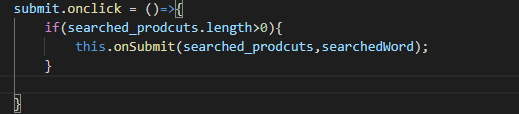 submit.onclick = ()=>{
if(searched_prodcuts.length>0){
this.onSubmit(searched_prodcuts,searchedWord);
}
}